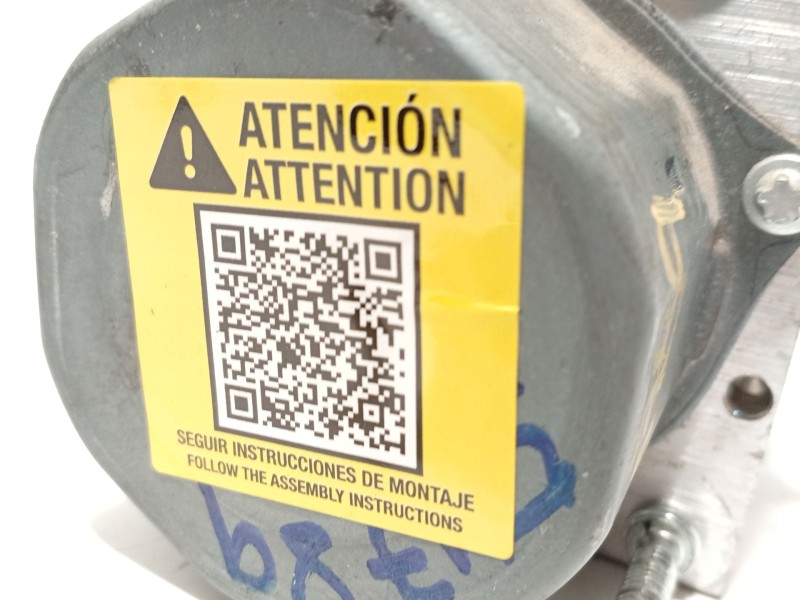 ATENCIÓN
ATTENTION
SEGUIR INSTRUCCIONES DE MONTAJE
FOLLOW THE ASSEMBLY INSTRUCTIONS